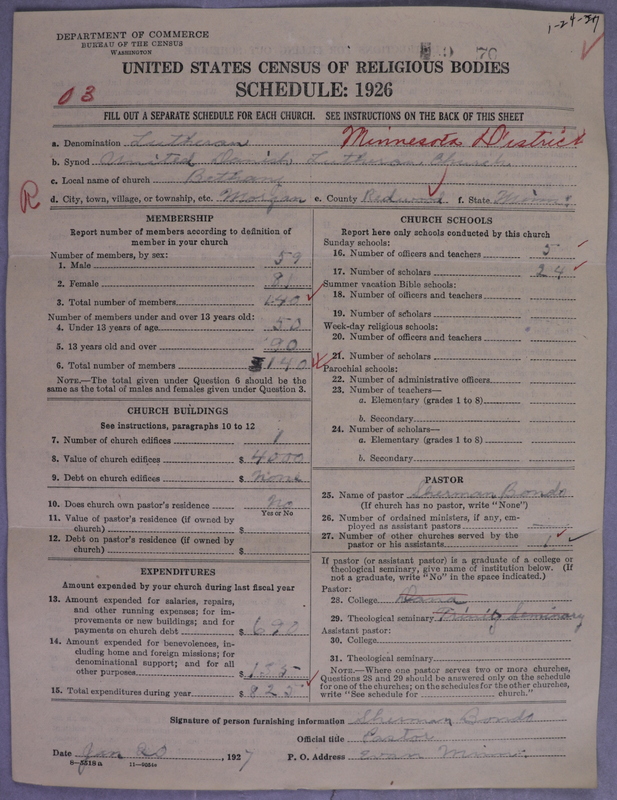 DEPARTMENT OF COMMERCE
BUREAU OF THE CENSUS
WASHINGTON
1-24-27
70
UNITED STATES CENSUS OF RELIGIOUS BODIES
SCHEDULE: 1926
03
FILL OUT A SEPARATE SCHEDULE FOR EACH CHURCH. SEE INSTRUCTIONS ON THE BACK OF THIS SHEET
a. Denomination Lutheran Minnesota District
b. Synod United Danish Lutheran Church
c. Local name of church Bethany
R
d. City, town, village, or township, etc. Morgan e. County Redwood f. State Minn.
MEMBERSHIP
Report number of members according to definition of
member in your church
Number of members, by sex:
1. Male 59
2. Female 81
3. Total number of members 140
Number of members under and over 13 years old:
4. Under 13 years of age 50
5. 13 years old and over 90
6. Total number of members 140
NOTE.—The total given under Question 6 should be the
same as the total of males and females given under Question 3.
CHURCH BUILDINGS
See instructions, paragraphs 10 to 12
7. Number of church edifices 1
8. Value of church edifices $ 4000
9. Debt on church edifices $ None
10. Does church own pastor's residence No
Yes or No
11. Value of pastor's residence (if owned by
church) $
12. Debt on pastor's residence (if owned by
church) $
EXPENDITURES
Amount expended by your church during last fiscal year
13. Amount expended for salaries, repairs,
and other running expenses; for im-
provements or new buildings; and for
payments on church debt $ 690
14. Amount expended for benevolences, in-
cluding home and foreign missions; for
denominational support; and for all
other purposes $ 135
15. Total expenditures during year $ 825
CHURCH SCHOOLS
Report here only schools conducted by this church
Sunday schools:
16. Number of officers and teachers 5
17. Number of scholars 24
Summer vacation Bible schools:
18. Number of officers and teachers
19. Number of scholars
Week-day religious schools:
20. Number of officers and teachers
21. Number of scholars
Parochial schools:
22. Number of administrative officers
23. Number of teachers—
a. Elementary (grades 1 to 8)
b. Secondary
24. Number of scholars—
a. Elementary (grades 1 to 8)
b. Secondary
PASTOR
25. Name of pastor Sherman Bondo
(If church has no pastor, write "None")
26. Number of ordained ministers, if any, em-
ployed as assistant pastors
27. Number of other churches served by the
pastor or his assistants 1
If pastor (or assistant pastor) is a graduate of a college or
theological seminary, give name of institution below. (If
not a graduate, write "No" in the space indicated.)
Pastor:
28. College Dana
29. Theological seminary Trinity Seminary
Assistant pastor:
30. College
31. Theological seminary
NOTE.—Where one pastor serves two or more churches,
Questions 28 and 29 should be answered only on the schedule
for one of the churches; on the schedules for the other churches,
write "See schedule for church."
Signature of person furnishing information Sherman Bondo
Official title Pastor
Date Jan 20, 1927 P. O. Address Evan Minn.
8-5519a 11-9054